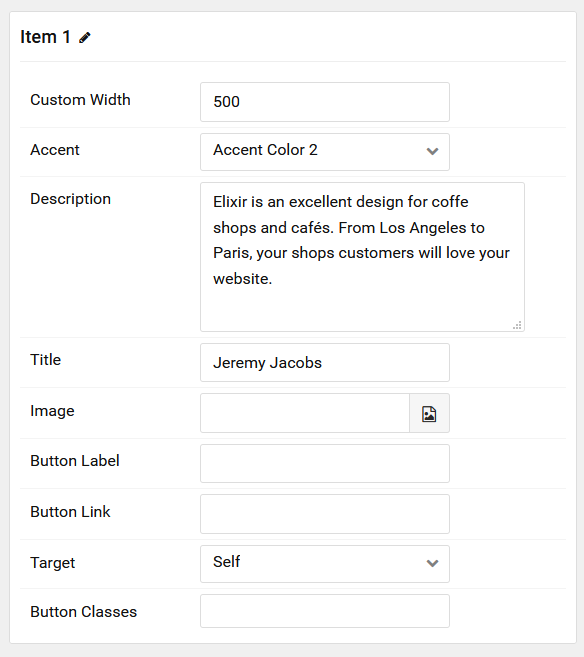 Item 1
Custom Width
500
Accent
Accent Color 2
Description
Elixir is an excellent design for coffe
shops and cafés. From Los Angeles to
Paris, your shops customers will love your
website.
Title
Jeremy Jacobs
Image
Button Label
Button Link
Target
Self
Button Classes